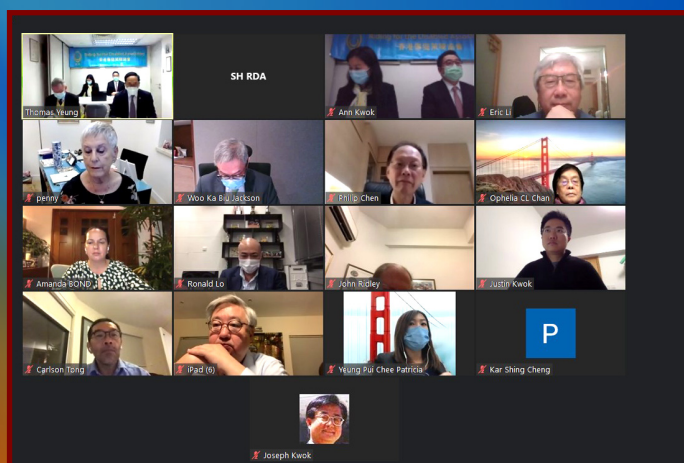 Thomas Yeung
SH RDA
Ann Kwok
Eric Li
penny
Woo Ka Biu Jackson
Philip Chen
Ophelia CL Chan
Amanda BOND
Ronald Lo
John Ridley
Justin Kwok
Carlson Tong
iPad (6)
Yeung Pui Chee Patricia
P
Kar Shing Cheng
Joseph Kwok